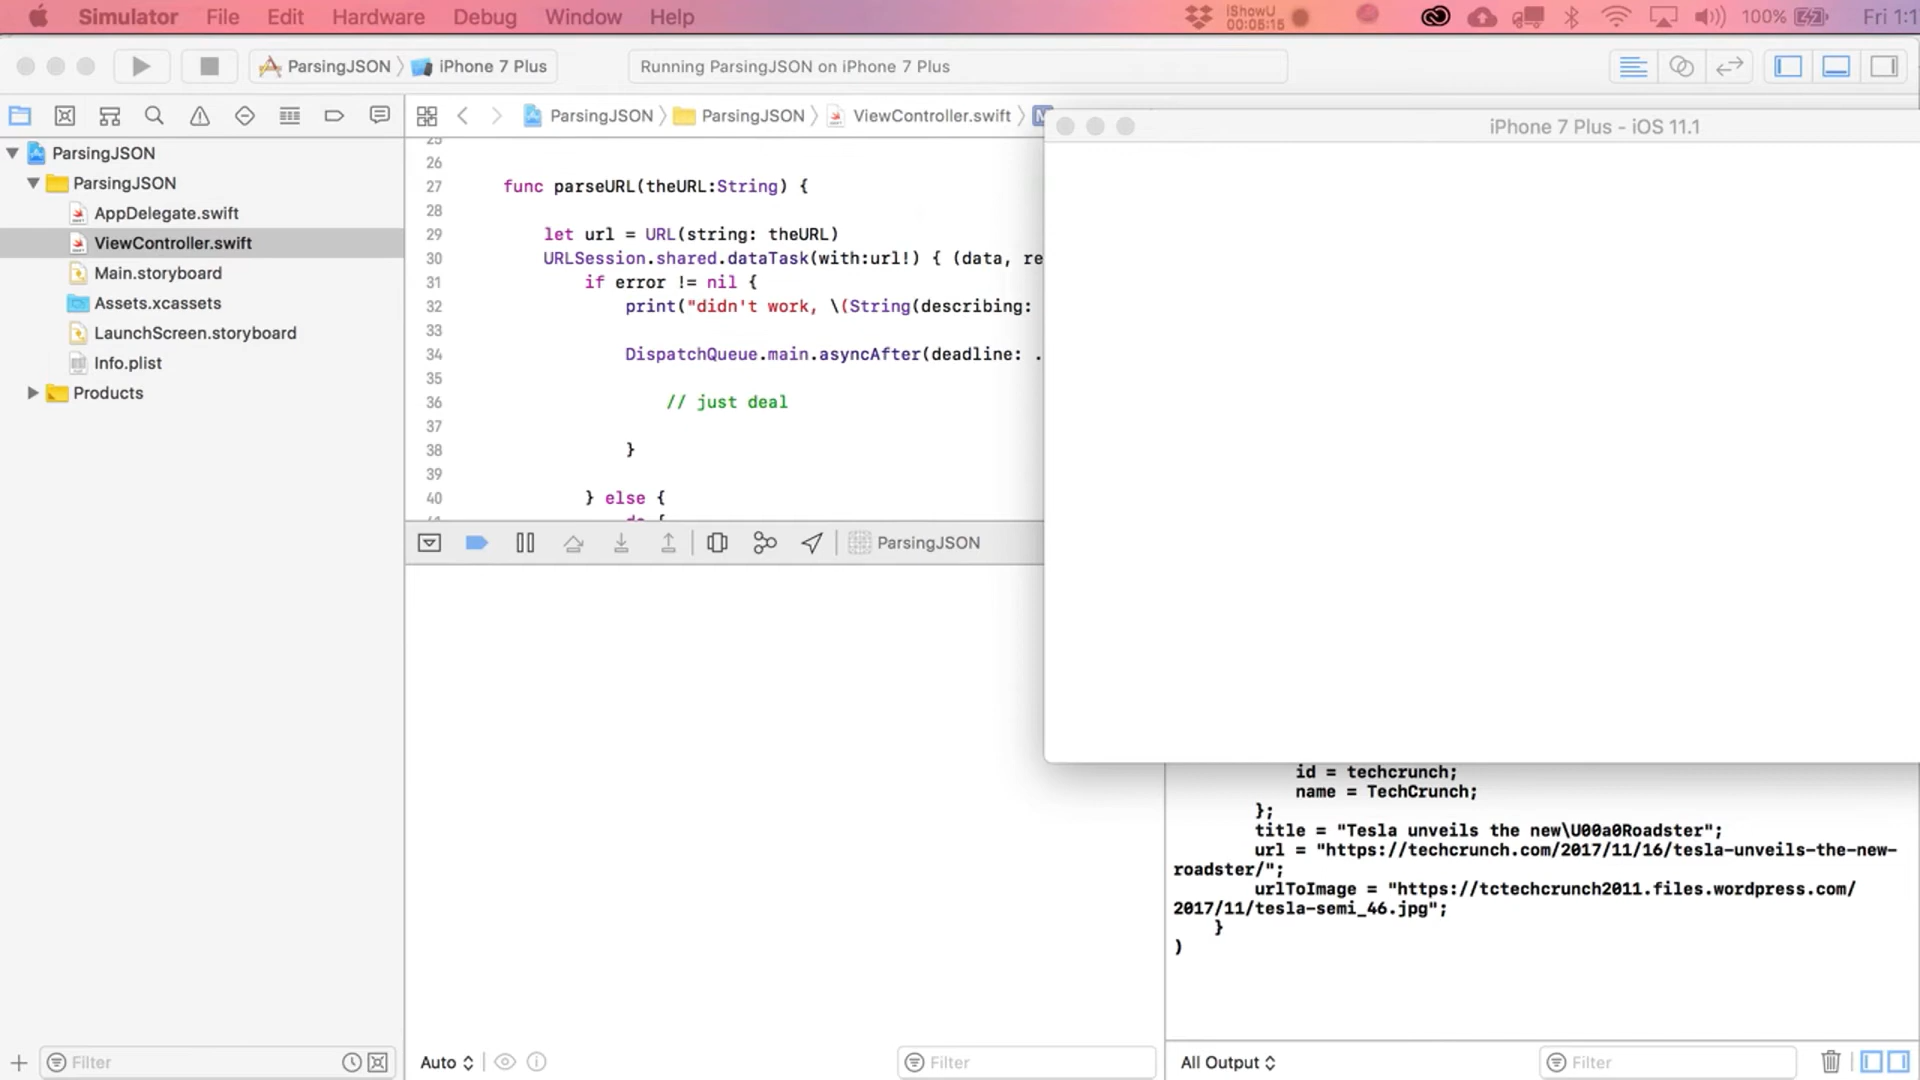 Simulator File Edit Hardware Debug Window Help iShowU 00:05:15 100% Fri 1:1
ParsingJSON iPhone 7 Plus Running ParsingJSON on iPhone 7 Plus
ParsingJSON ParsingJSON ViewController.swift M
iPhone 7 Plus - iOS 11.1
ParsingJSON
ParsingJSON
AppDelegate.swift
ViewController.swift
Main.storyboard
Assets.xcassets
LaunchScreen.storyboard
Info.plist
Products
25
26
27 func parseURL(theURL:String) {
28
29 let url = URL(string: theURL)
30 URLSession.shared.dataTask(with:url!) { (data, re
31 if error != nil {
32 print("didn't work, \(String(describing:
33
34 DispatchQueue.main.asyncAfter(deadline: .
35
36 // just deal
37
38 }
39
40 } else {
41 do {
ParsingJSON
id = techcrunch;
name = TechCrunch;
};
title = "Tesla unveils the new\U00a0Roadster";
url = "https://techcrunch.com/2017/11/16/tesla-unveils-the-new-
roadster/";
urlToImage = "https://tctechcrunch2011.files.wordpress.com/
2017/11/tesla-semi_46.jpg";
}
)
Filter Auto Filter All Output Filter